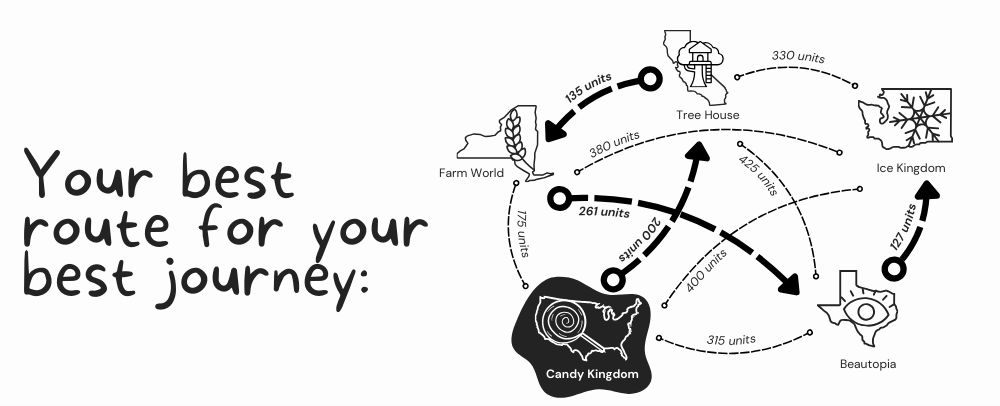 Your best
route for your
best journey:
135 units
Tree House
330 units
Farm World
380 units
425 units
Ice Kingdom
175 units
261 units
200 units
127 units
400 units
315 units
Candy Kingdom
Beautopia